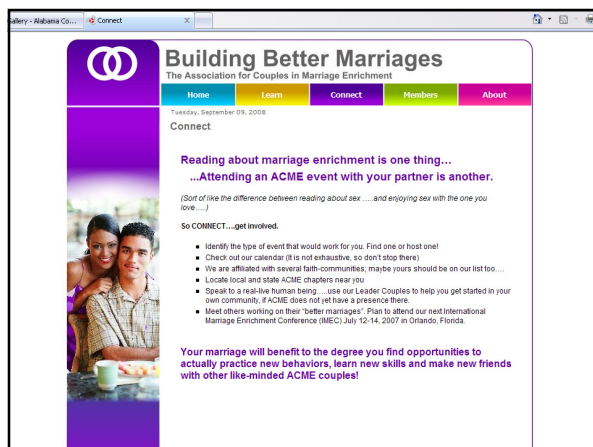 Gallery - Alabama Co...
Connect
Building Better Marriages
The Association for Couples in Marriage Enrichment
Home Learn Connect Members About
Tuesday, September 09, 2008
Connect
Reading about marriage enrichment is one thing…
...Attending an ACME event with your partner is another.
(Sort of like the difference between reading about sex …..and enjoying sex with the one you
love…..)
So CONNECT….get involved.
Identify the type of event that would work for you. Find one or host one!
Check out our calendar (It is not exhaustive, so don't stop there)
We are affiliated with several faith-communities; maybe yours should be on our list too….
Locate local and state ACME chapters near you
Speak to a real-live human being…..use our Leader Couples to help you get started in your
own community, if ACME does not yet have a presence there.
Meet others working on their "better marriages". Plan to attend our next International
Marriage Enrichment Conference (IMEC) July 12-14, 2007 in Orlando, Florida.
Your marriage will benefit to the degree you find opportunities to
actually practice new behaviors, learn new skills and make new friends
with other like-minded ACME couples!